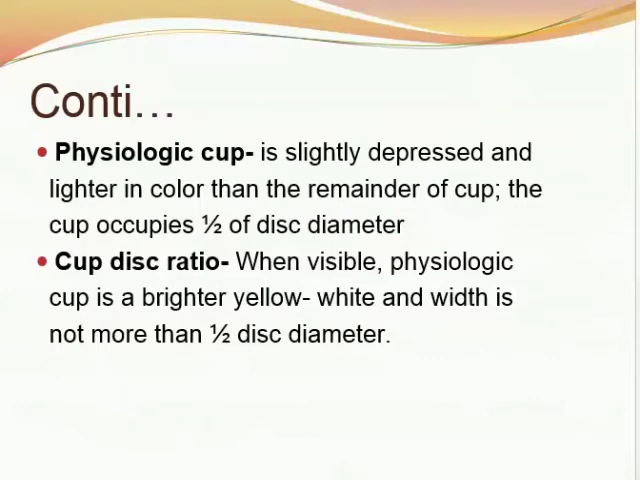 Conti…
• Physiologic cup- is slightly depressed and
lighter in color than the remainder of cup; the
cup occupies ½ of disc diameter
• Cup disc ratio- When visible, physiologic
cup is a brighter yellow- white and width is
not more than ½ disc diameter.